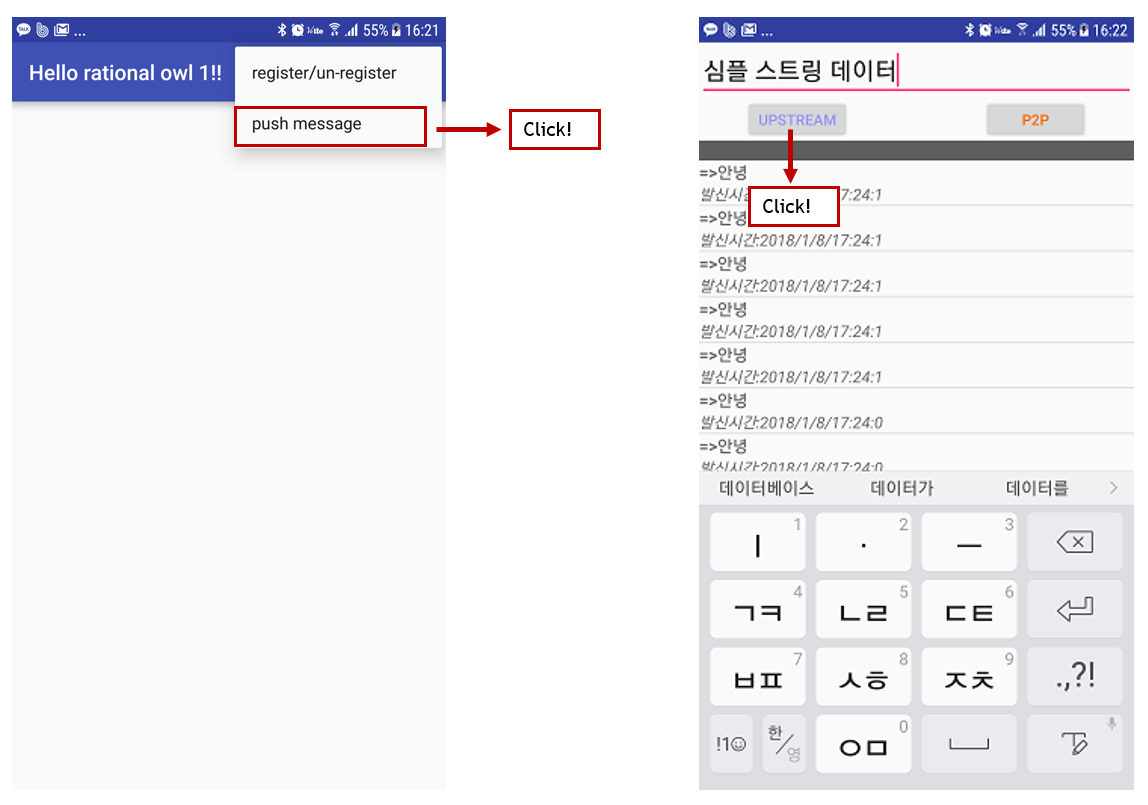 ... 55% 16:21
Hello rational owl 1!!
register/un-register
push message
Click!
... 55% 16:22
심플 스트링 데이터
UPSTREAM
P2P
=>안녕
발신시 7:24:1
Click!
=>안녕
발신시간:2018/1/8/17:24:1
=>안녕
발신시간:2018/1/8/17:24:1
=>안녕
발신시간:2018/1/8/17:24:1
=>안녕
발신시간:2018/1/8/17:24:1
=>안녕
발신시간:2018/1/8/17:24:0
=>안녕
발신시간:2018/1/8/17:24:0
데이터베이스 데이터가 데이터를
ㅣ 1 · 2 ㅡ 3
ㄱㅋ 4 ㄴㄹ 5 ㄷㅌ 6
ㅂㅍ 7 ㅅㅎ 8 ㅈㅊ 9 .,?!
!1☺ 한/영 ㅇㅁ 0